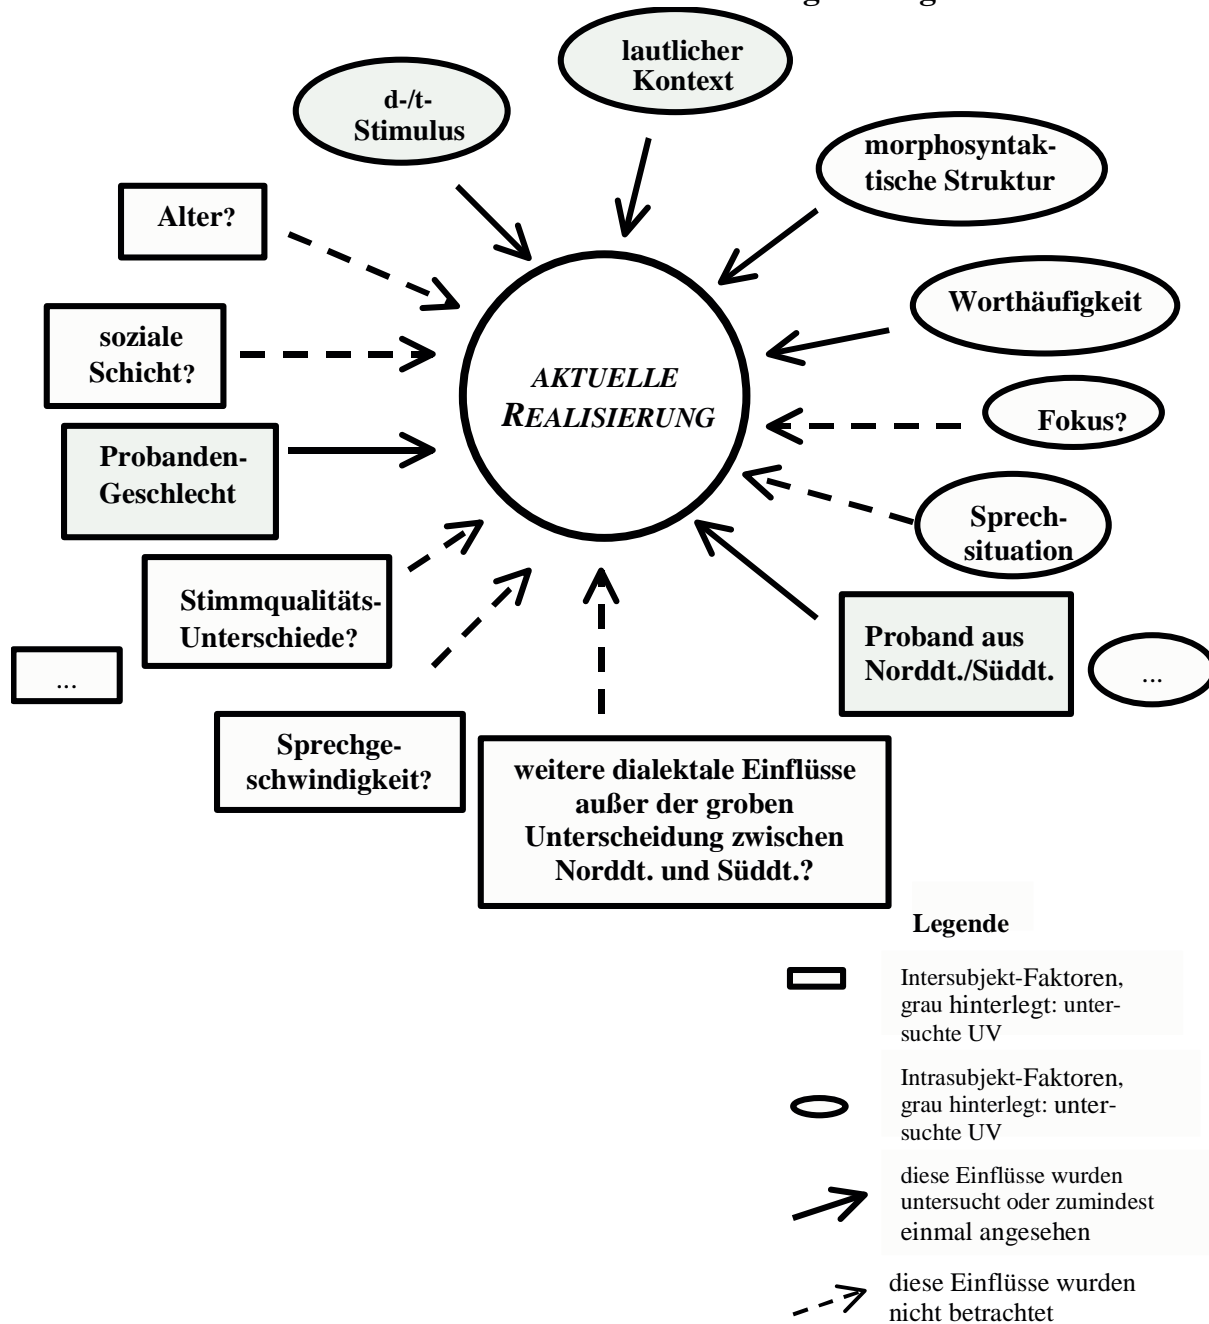 lautlicher
Kontext
d-/t-
Stimulus
morphosyntak-
tische Struktur
Alter?
Worthäufigkeit
soziale
Schicht?
AKTUELLE
REALISIERUNG
Fokus?
Probanden-
Geschlecht
Sprech-
situation
Stimmqualitäts-
Unterschiede?
Proband aus
Norddt./Süddt.
...
...
Sprechge-
schwindigkeit?
weitere dialektale Einflüsse
außer der groben
Unterscheidung zwischen
Norddt. und Süddt.?
Legende
Intersubjekt-Faktoren,
grau hinterlegt: unter-
suchte UV
Intrasubjekt-Faktoren,
grau hinterlegt: unter-
suchte UV
diese Einflüsse wurden
untersucht oder zumindest
einmal angesehen
diese Einflüsse wurden
nicht betrachtet